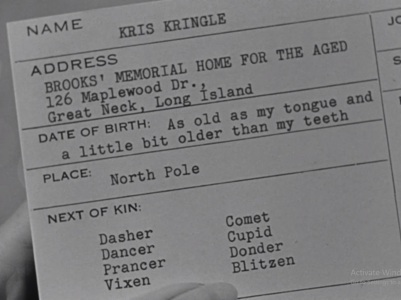 NAME KRIS KRINGLE
ADDRESS
BROOKS' MEMORIAL HOME FOR THE AGED
126 Maplewood Dr.,
Great Neck, Long Island
DATE OF BIRTH: As old as my tongue and
a little bit older than my teeth
PLACE: North Pole
NEXT OF KIN:
Dasher Comet
Dancer Cupid
Prancer Donder
Vixen Blitzen